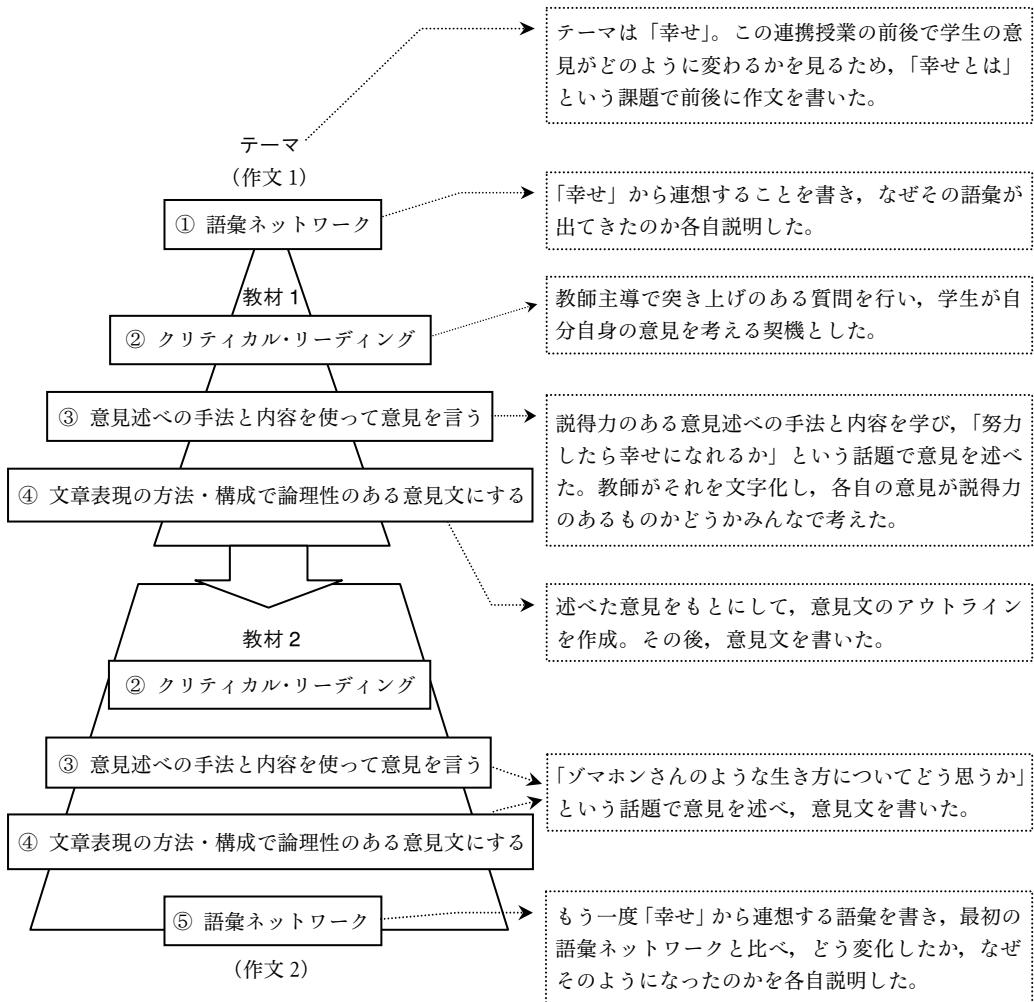 テーマは「幸せ」。この連携授業の前後で学生の意
見がどのように変わるかを見るため，「幸せとは」
という課題で前後に作文を書いた。
テーマ
（作文 1）
① 語彙ネットワーク
「幸せ」から連想することを書き，なぜその語彙が
出てきたのか各自説明した。
教材 1
② クリティカル・リーディング
教師主導で突き上げのある質問を行い，学生が自
分自身の意見を考える契機とした。
③ 意見述べの手法と内容を使って意見を言う
説得力のある意見述べの手法と内容を学び，「努力
したら幸せになれるか」という話題で意見を述べ
た。教師がそれを文字化し，各自の意見が説得力
のあるものかどうかみんなで考えた。
④ 文章表現の方法・構成で論理性のある意見文にする
述べた意見をもとにして，意見文のアウトライン
を作成。その後，意見文を書いた。
教材 2
② クリティカル・リーディング
③ 意見述べの手法と内容を使って意見を言う
「ゾマホンさんのような生き方についてどう思うか」
という話題で意見を述べ，意見文を書いた。
④ 文章表現の方法・構成で論理性のある意見文にする
⑤ 語彙ネットワーク
（作文 2）
もう一度「幸せ」から連想する語彙を書き，最初の
語彙ネットワークと比べ，どう変化したか，なぜ
そのようになったのかを各自説明した。